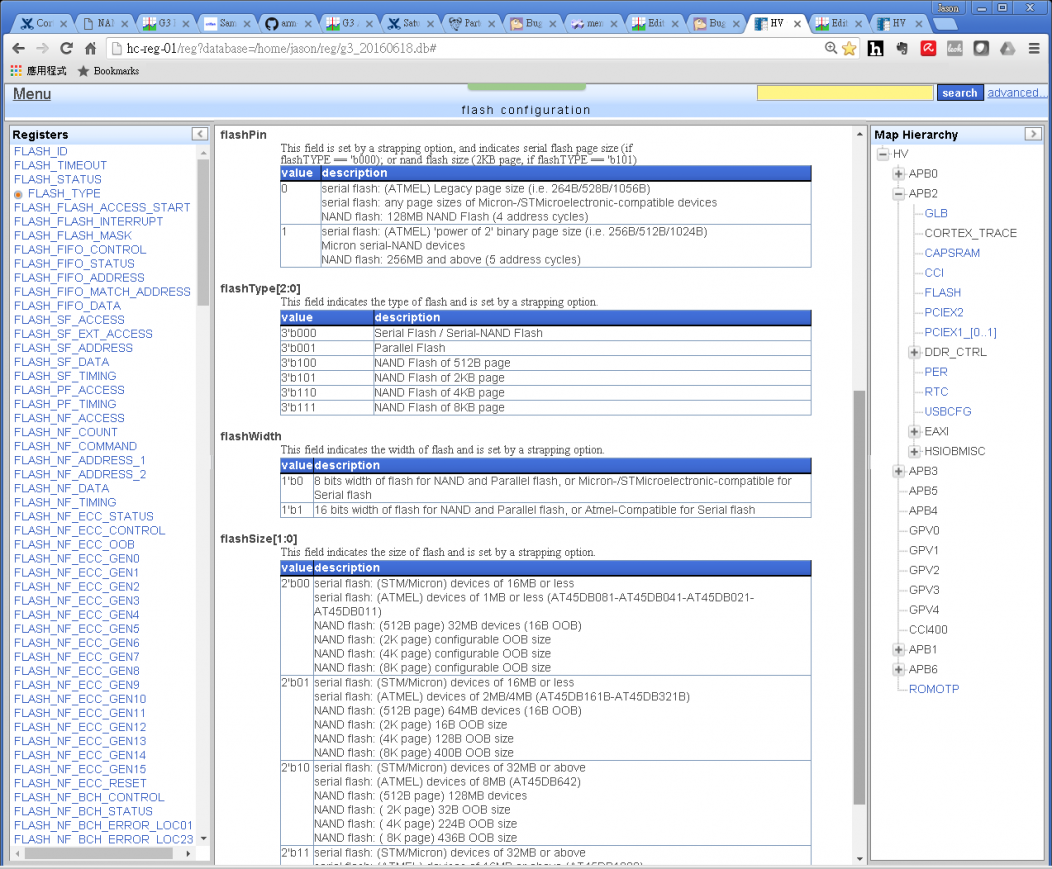 Jason
Cor
NAI
G3 I
Sam
arm
G3 .
Satu
Part
Bug
mer
Edit
Bug
HV
Edit
HV
hc-reg-01/reg?database=/home/jason/reg/g3_20160618.db#
應用程式
Bookmarks
Menu
search
advanced...
flash configuration
Registers
FLASH_ID
FLASH_TIMEOUT
FLASH_STATUS
FLASH_TYPE
FLASH_FLASH_ACCESS_START
FLASH_FLASH_INTERRUPT
FLASH_FLASH_MASK
FLASH_FIFO_CONTROL
FLASH_FIFO_STATUS
FLASH_FIFO_ADDRESS
FLASH_FIFO_MATCH_ADDRESS
FLASH_FIFO_DATA
FLASH_SF_ACCESS
FLASH_SF_EXT_ACCESS
FLASH_SF_ADDRESS
FLASH_SF_DATA
FLASH_SF_TIMING
FLASH_PF_ACCESS
FLASH_PF_TIMING
FLASH_NF_ACCESS
FLASH_NF_COUNT
FLASH_NF_COMMAND
FLASH_NF_ADDRESS_1
FLASH_NF_ADDRESS_2
FLASH_NF_DATA
FLASH_NF_TIMING
FLASH_NF_ECC_STATUS
FLASH_NF_ECC_CONTROL
FLASH_NF_ECC_OOB
FLASH_NF_ECC_GEN0
FLASH_NF_ECC_GEN1
FLASH_NF_ECC_GEN2
FLASH_NF_ECC_GEN3
FLASH_NF_ECC_GEN4
FLASH_NF_ECC_GEN5
FLASH_NF_ECC_GEN6
FLASH_NF_ECC_GEN7
FLASH_NF_ECC_GEN8
FLASH_NF_ECC_GEN9
FLASH_NF_ECC_GEN10
FLASH_NF_ECC_GEN11
FLASH_NF_ECC_GEN12
FLASH_NF_ECC_GEN13
FLASH_NF_ECC_GEN14
FLASH_NF_ECC_GEN15
FLASH_NF_ECC_RESET
FLASH_NF_BCH_CONTROL
FLASH_NF_BCH_STATUS
FLASH_NF_BCH_ERROR_LOC01
FLASH_NF_BCH_ERROR_LOC23
flashPin
This field is set by a strapping option, and indicates serial flash page size (if
flashTYPE == 'b000); or nand flash size (2KB page, if flashTYPE == 'b101)
value description
0 serial flash: (ATMEL) Legacy page size (i.e. 264B/528B/1056B)
serial flash: any page sizes of Micron-/STMicroelectronic-compatible devices
NAND flash: 128MB NAND Flash (4 address cycles)
1 serial flash: (ATMEL) 'power of 2' binary page size (i.e. 256B/512B/1024B)
Micron serial-NAND devices
NAND flash: 256MB and above (5 address cycles)
flashType[2:0]
This field indicates the type of flash and is set by a strapping option.
value description
3'b000 Serial Flash / Serial-NAND Flash
3'b001 Parallel Flash
3'b100 NAND Flash of 512B page
3'b101 NAND Flash of 2KB page
3'b110 NAND Flash of 4KB page
3'b111 NAND Flash of 8KB page
flashWidth
This field indicates the width of flash and is set by a strapping option.
value description
1'b0 8 bits width of flash for NAND and Parallel flash, or Micron-/STMicroelectronic-compatible for
Serial flash
1'b1 16 bits width of flash for NAND and Parallel flash, or Atmel-Compatible for Serial flash
flashSize[1:0]
This field indicates the size of flash and is set by a strapping option.
value description
2'b00 serial flash: (STM/Micron) devices of 16MB or less
serial flash: (ATMEL) devices of 1MB or less (AT45DB081-AT45DB041-AT45DB021-
AT45DB011)
NAND flash: (512B page) 32MB devices (16B OOB)
NAND flash: (2K page) configurable OOB size
NAND flash: (4K page) configurable OOB size
NAND flash: (8K page) configurable OOB size
2'b01 serial flash: (STM/Micron) devices of 16MB or less
serial flash: (ATMEL) devices of 2MB/4MB (AT45DB161B-AT45DB321B)
NAND flash: (512B page) 64MB devices (16B OOB)
NAND flash: (2K page) 16B OOB size
NAND flash: (4K page) 128B OOB size
NAND flash: (8K page) 400B OOB size
2'b10 serial flash: (STM/Micron) devices of 32MB or above
serial flash: (ATMEL) devices of 8MB (AT45DB642)
NAND flash: (512B page) 128MB devices
NAND flash: ( 2K page) 32B OOB size
NAND flash: ( 4K page) 224B OOB size
NAND flash: ( 8K page) 436B OOB size
2'b11 serial flash: (STM/Micron) devices of 32MB or above
Map Hierarchy
HV
APB0
APB2
GLB
CORTEX_TRACE
CAPSRAM
CCI
FLASH
PCIEX2
PCIEX1_[0..1]
DDR_CTRL
PER
RTC
USBCFG
EAXI
HSIOBMISC
APB3
APB5
APB4
GPV0
GPV1
GPV2
GPV3
GPV4
CCI400
APB1
APB6
ROMOTP